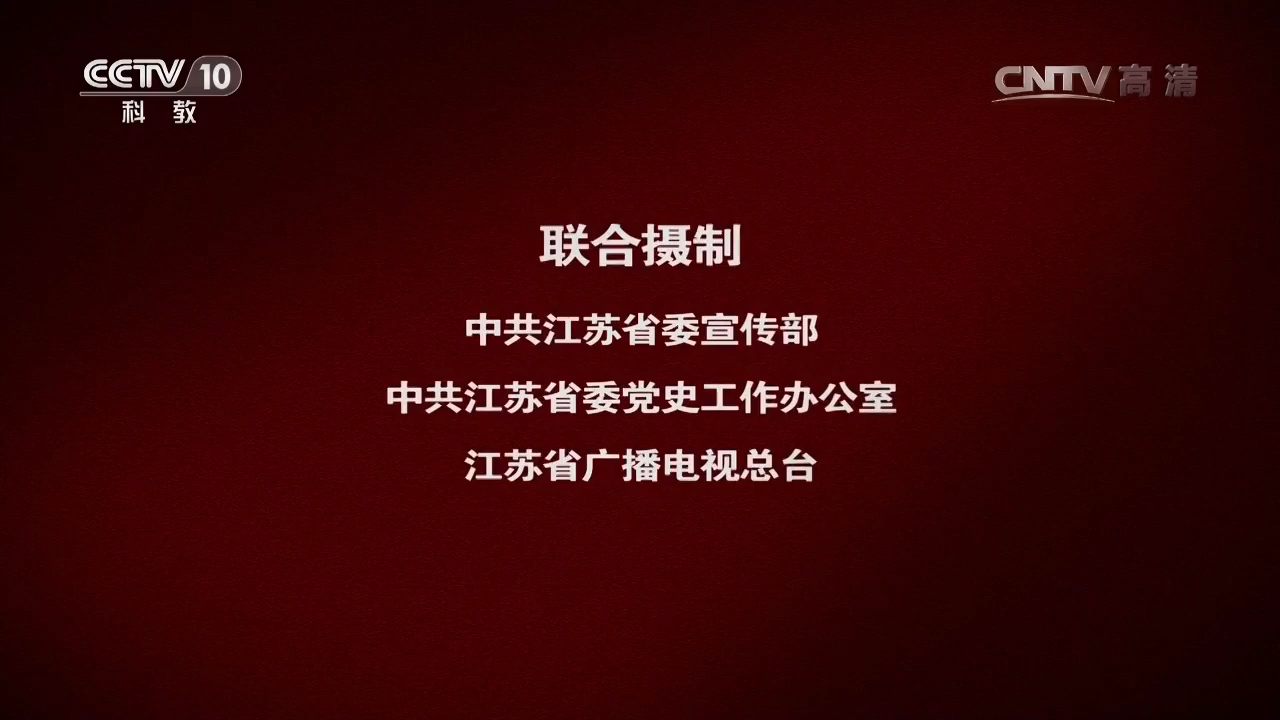 CCTV 10
科教
CNTV高清
联合摄制
中共江苏省委宣传部
中共江苏省委党史工作办公室
江苏省广播电视总台